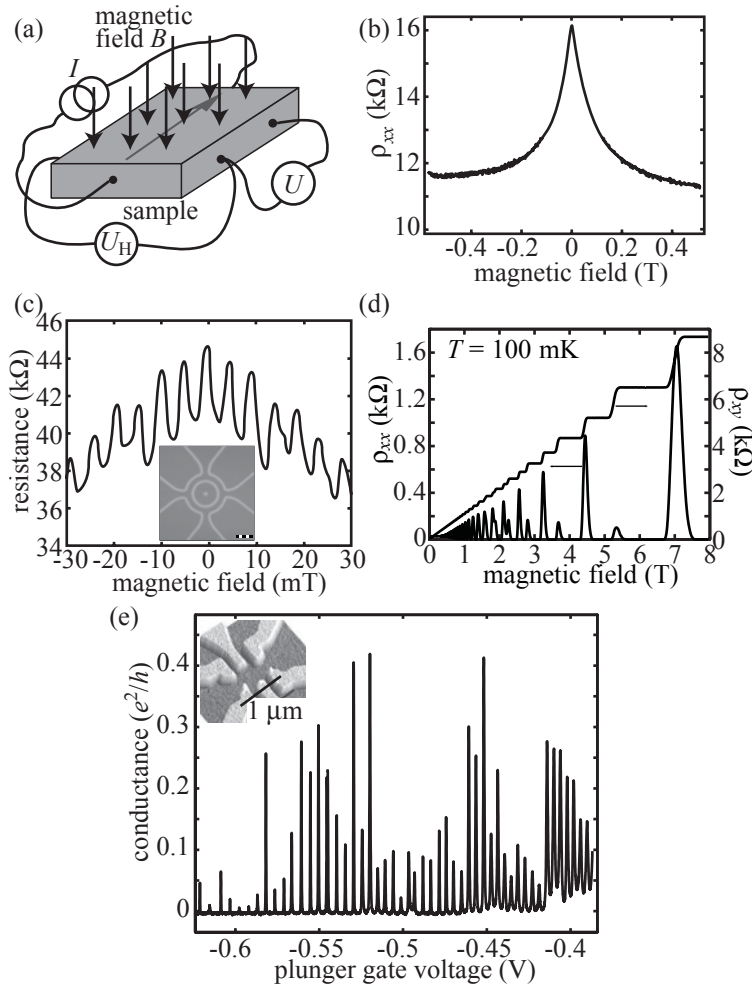 (a)
magnetic
field B
I
U
sample
U_H
(b)
ρxx (kΩ)
16
14
12
10
-0.4 -0.2 0 0.2 0.4
magnetic field (T)
(c)
resistance (kΩ)
46
44
42
40
38
36
34
-30 -20 -10 0 10 20 30
magnetic field (mT)
(d)
T = 100 mK
ρxx (kΩ)
1.6
1.2
0.8
0.4
0
ρxy (kΩ)
8
6
4
2
0
0 1 2 3 4 5 6 7 8
magnetic field (T)
(e)
1 μm
conductance (e²/h)
0.4
0.3
0.2
0.1
0
-0.6 -0.55 -0.5 -0.45 -0.4
plunger gate voltage (V)